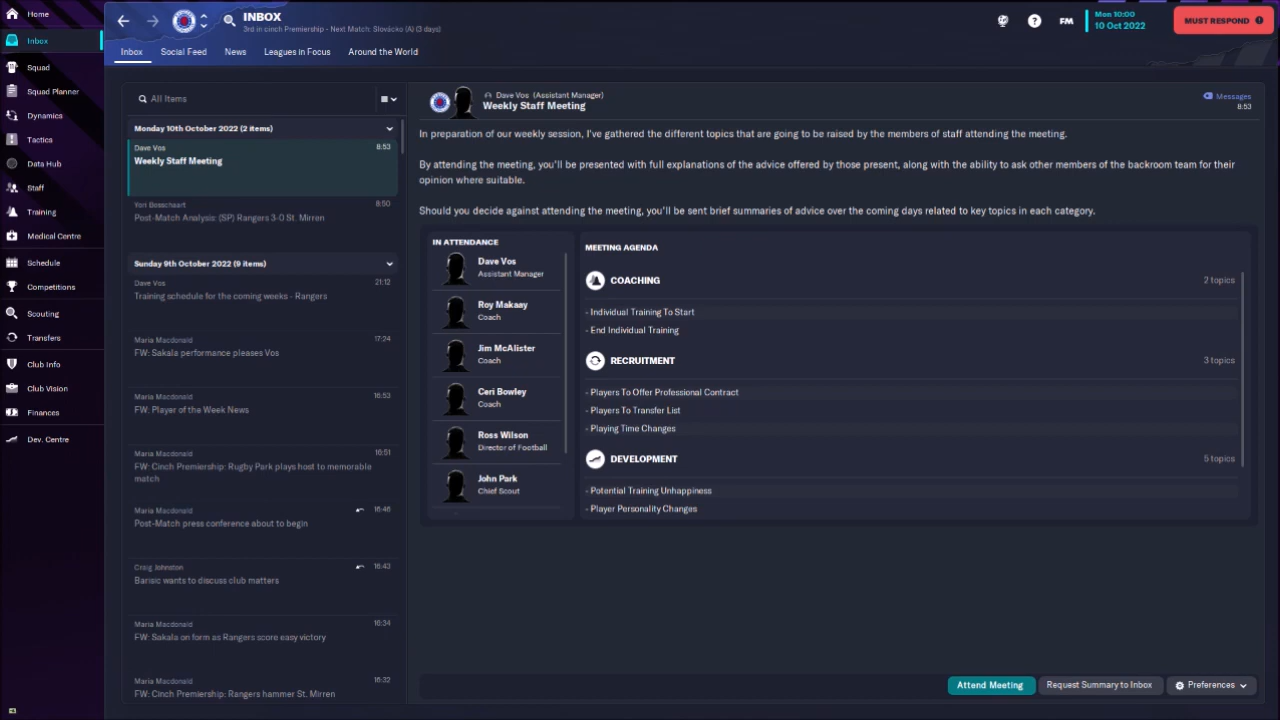 Home
Inbox
Squad
Squad Planner
Dynamics
Tactics
Data Hub
Staff
Training
Medical Centre
Schedule
Competitions
Scouting
Transfers
Club Info
Club Vision
Finances
Dev. Centre
INBOX
3rd in cinch Premiership - Next Match: Slovácko (A) (3 days)
FM
Mon 10:00
10 Oct 2022
MUST RESPOND
Inbox Social Feed News Leagues in Focus Around the World
All Items
Monday 10th October 2022 (2 items)
Dave Vos 8:53
Weekly Staff Meeting
Yori Bosschaart 8:50
Post-Match Analysis: (SP) Rangers 3-0 St. Mirren
Sunday 9th October 2022 (9 items)
Dave Vos 21:12
Training schedule for the coming weeks - Rangers
Maria Macdonald 17:24
FW: Sakala performance pleases Vos
Maria Macdonald 16:53
FW: Player of the Week News
Maria Macdonald 16:51
FW: Cinch Premiership: Rugby Park plays host to memorable
match
Maria Macdonald 16:46
Post-Match press conference about to begin
Craig Johnston 16:43
Barisic wants to discuss club matters
Maria Macdonald 16:34
FW: Sakala on form as Rangers score easy victory
Maria Macdonald 16:32
FW: Cinch Premiership: Rangers hammer St. Mirren
Dave Vos (Assistant Manager)
Weekly Staff Meeting
Messages
8:53
In preparation of our weekly session, I've gathered the different topics that are going to be raised by the members of staff attending the meeting.
By attending the meeting, you'll be presented with full explanations of the advice offered by those present, along with the ability to ask other members of the backroom team for their
opinion where suitable.
Should you decide against attending the meeting, you'll be sent brief summaries of advice over the coming days related to key topics in each category.
IN ATTENDANCE
Dave Vos
Assistant Manager
Roy Makaay
Coach
Jim McAlister
Coach
Ceri Bowley
Coach
Ross Wilson
Director of Football
John Park
Chief Scout
MEETING AGENDA
COACHING 2 topics
- Individual Training To Start
- End Individual Training
RECRUITMENT 3 topics
- Players To Offer Professional Contract
- Players To Transfer List
- Playing Time Changes
DEVELOPMENT 5 topics
- Potential Training Unhappiness
- Player Personality Changes
Attend Meeting Request Summary to Inbox Preferences